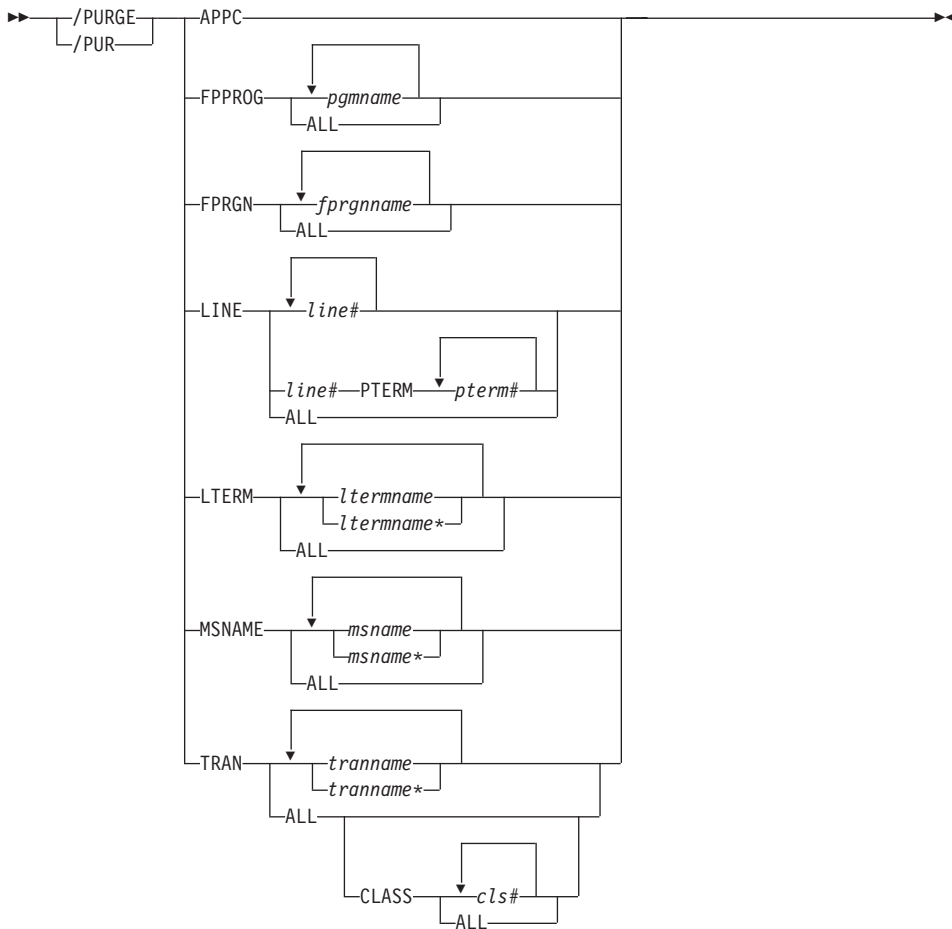 /PURGE APPC
/PUR
FPPROG pgmname
ALL
FPRGN fprgnname
ALL
LINE line#
line# PTERM pterm#
ALL
LTERM ltermname
ltermname*
ALL
MSNAME msname
msname*
ALL
TRAN tranname
tranname*
ALL
CLASS cls#
ALL